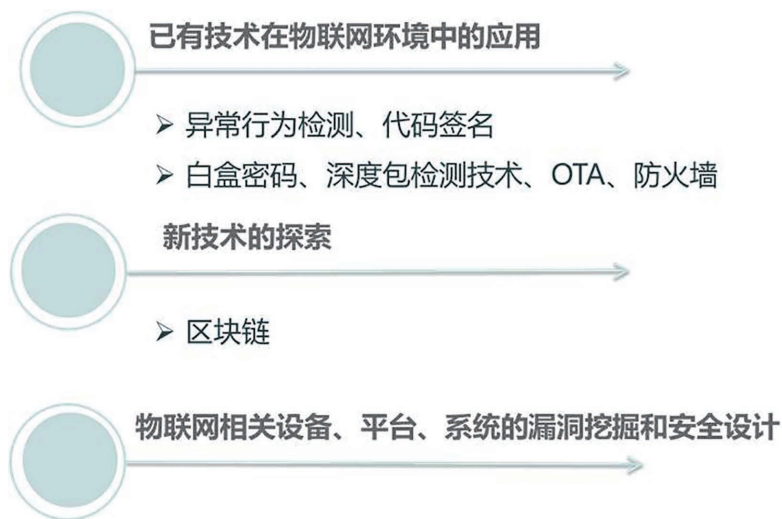 已有技术在物联网环境中的应用
➢ 异常行为检测、代码签名
➢ 白盒密码、深度包检测技术、OTA、防火墙
新技术的探索
➢ 区块链
物联网相关设备、平台、系统的漏洞挖掘和安全设计